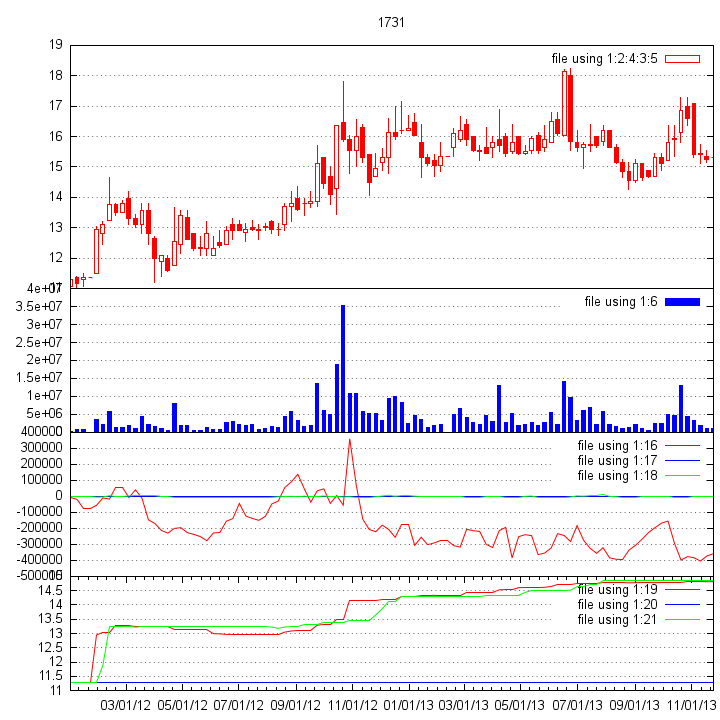 1731
19
file using 1:2:4:3:5
18
17
16
15
14
13
12
4e+07
file using 1:6
3.5e+07
3e+07
2.5e+07
2e+07
1.5e+07
1e+07
5e+06
400000
file using 1:16
300000
file using 1:17
200000
file using 1:18
100000
0
-100000
-200000
-300000
-400000
-500000
14.5
file using 1:19
14
file using 1:20
13.5
file using 1:21
13
12.5
12
11.5
11
03/01/12 05/01/12 07/01/12 09/01/12 11/01/12 01/01/13 03/01/13 05/01/13 07/01/13 09/01/13 11/01/13